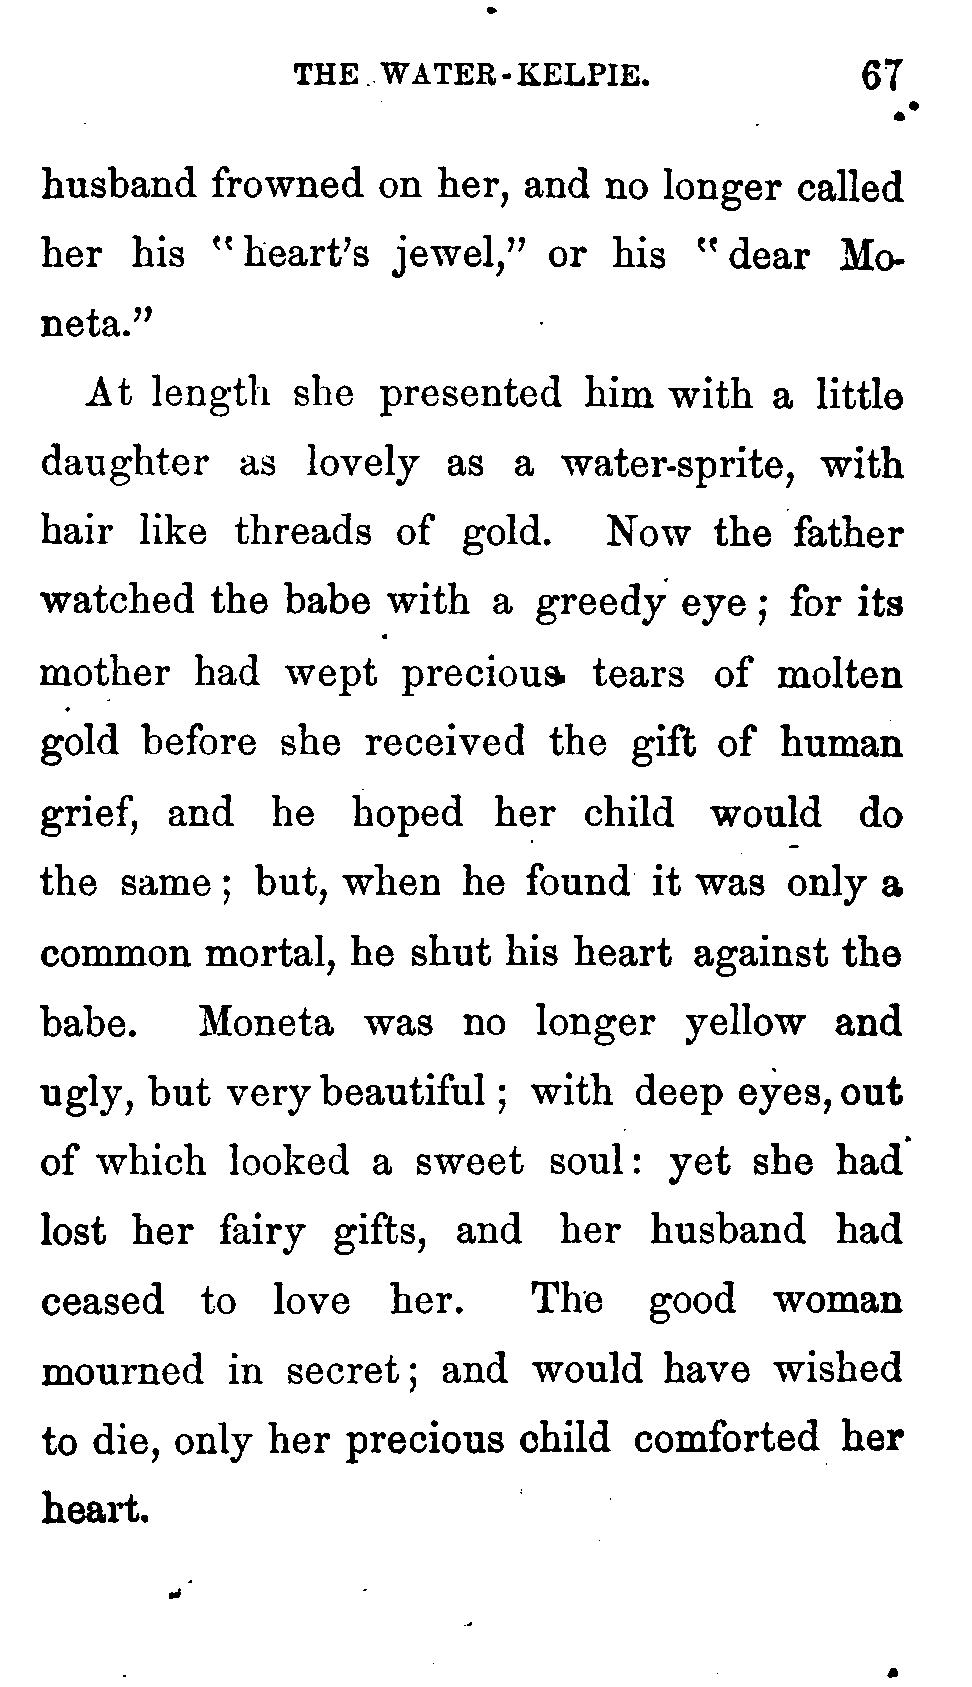 THE WATER-KELPIE. 67
husband frowned on her, and no longer called
her his "heart's jewel," or his "dear Mo-
neta."
At length she presented him with a little
daughter as lovely as a water-sprite, with
hair like threads of gold. Now the father
watched the babe with a greedy eye; for its
mother had wept precious tears of molten
gold before she received the gift of human
grief, and he hoped her child would do
the same; but, when he found it was only a
common mortal, he shut his heart against the
babe. Moneta was no longer yellow and
ugly, but very beautiful; with deep eyes, out
of which looked a sweet soul: yet she had
lost her fairy gifts, and her husband had
ceased to love her. The good woman
mourned in secret; and would have wished
to die, only her precious child comforted her
heart.